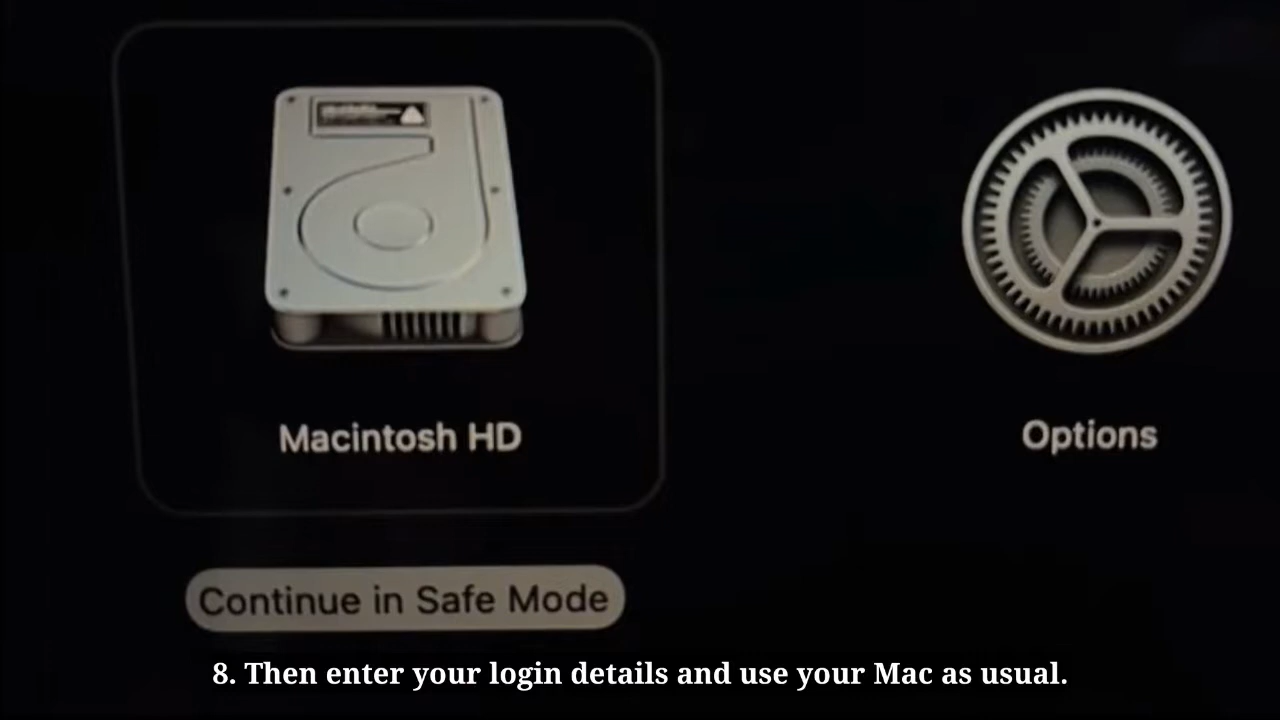 Macintosh HD
Options
Continue in Safe Mode
8. Then enter your login details and use your Mac as usual.